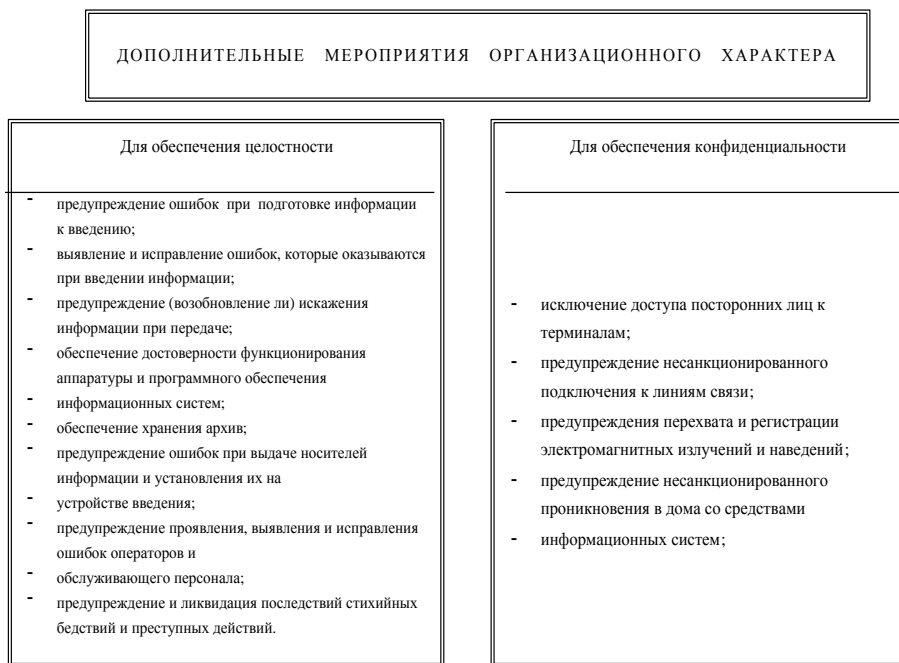 ДОПОЛНИТЕЛЬНЫЕ МЕРОПРИЯТИЯ ОРГАНИЗАЦИОННОГО ХАРАКТЕРА
Для обеспечения целостности
- предупреждение ошибок при подготовке информации
к введению;
- выявление и исправление ошибок, которые оказываются
при введении информации;
- предупреждение (возобновление ли) искажения
информации при передаче;
- обеспечение достоверности функционирования
аппаратуры и программного обеспечения
- информационных систем;
- обеспечение хранения архив;
- предупреждение ошибок при выдаче носителей
информации и установления их на
- устройстве введения;
- предупреждение проявления, выявления и исправления
ошибок операторов и
- обслуживающего персонала;
- предупреждение и ликвидация последствий стихийных
бедствий и преступных действий.
Для обеспечения конфиденциальности
- исключение доступа посторонних лиц к
терминалам;
- предупреждение несанкционированного
подключения к линиям связи;
- предупреждения перехвата и регистрации
электромагнитных излучений и наведений;
- предупреждение несанкционированного
проникновения в дома со средствами
- информационных систем;